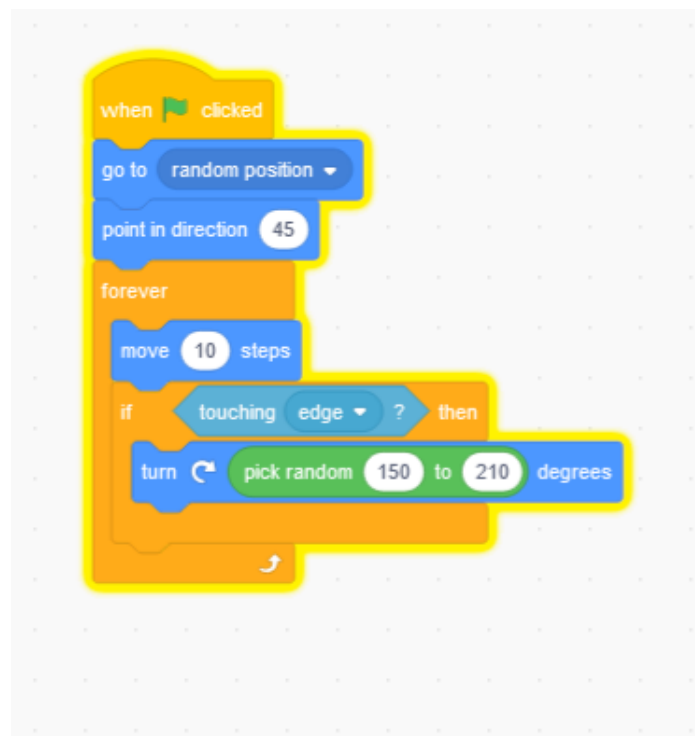 when clicked
go to random position
point in direction 45
forever
move 10 steps
if touching edge ? then
turn pick random 150 to 210 degrees